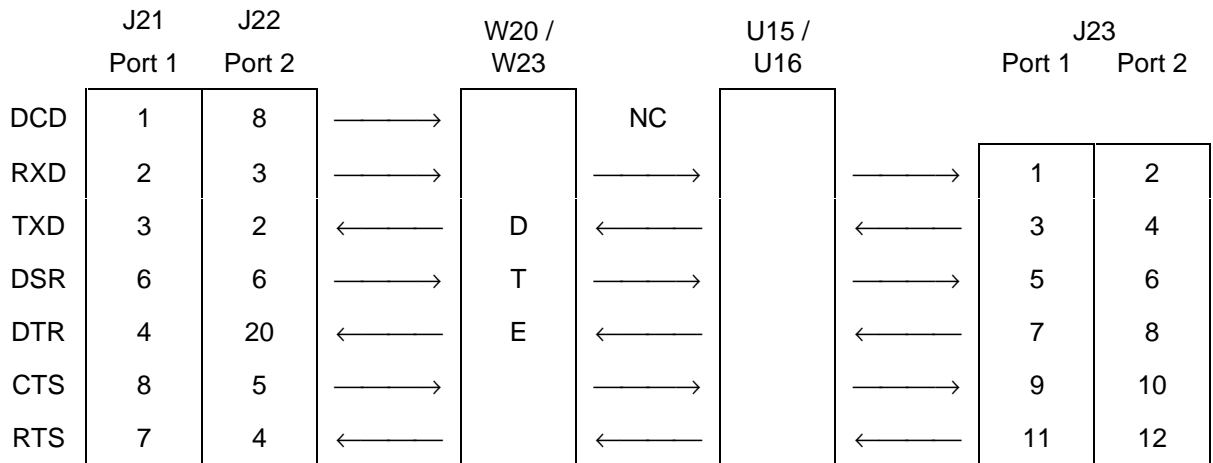 J21 J22 W20 / U15 / J23
Port 1 Port 2 W23 U16 Port 1 Port 2
DCD 1 8 NC
RXD 2 3 1 2
TXD 3 2 D 3 4
DSR 6 6 T 5 6
DTR 4 20 E 7 8
CTS 8 5 9 10
RTS 7 4 11 12